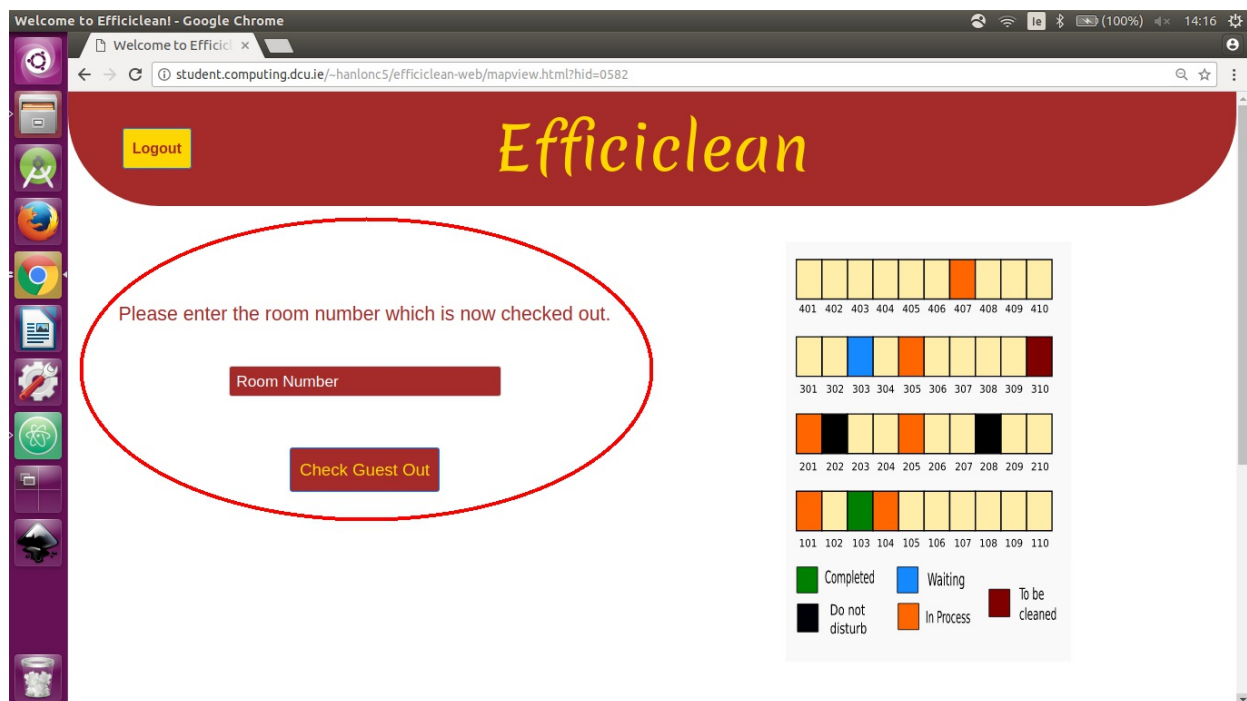 Welcome to Efficiclean! - Google Chrome
Ie (100%) 14:16
Welcome to Effici
student.computing.dcu.ie/~hanlonc5/efficiclean-web/mapview.html?hid=0582
Logout
Efficiclean
Please enter the room number which is now checked out.
Room Number
Check Guest Out
401 402 403 404 405 406 407 408 409 410
301 302 303 304 305 306 307 308 309 310
201 202 203 204 205 206 207 208 209 210
101 102 103 104 105 106 107 108 109 110
Completed
Waiting
To be
cleaned
Do not
disturb
In Process